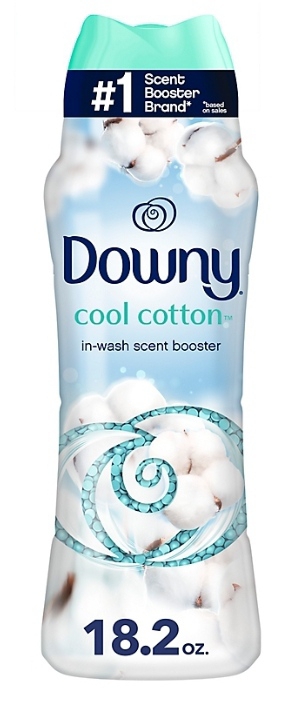 #1 Scent
Booster
Brand*
*based
on sales
Downy
cool cotton™
in-wash scent booster
18.2 oz.